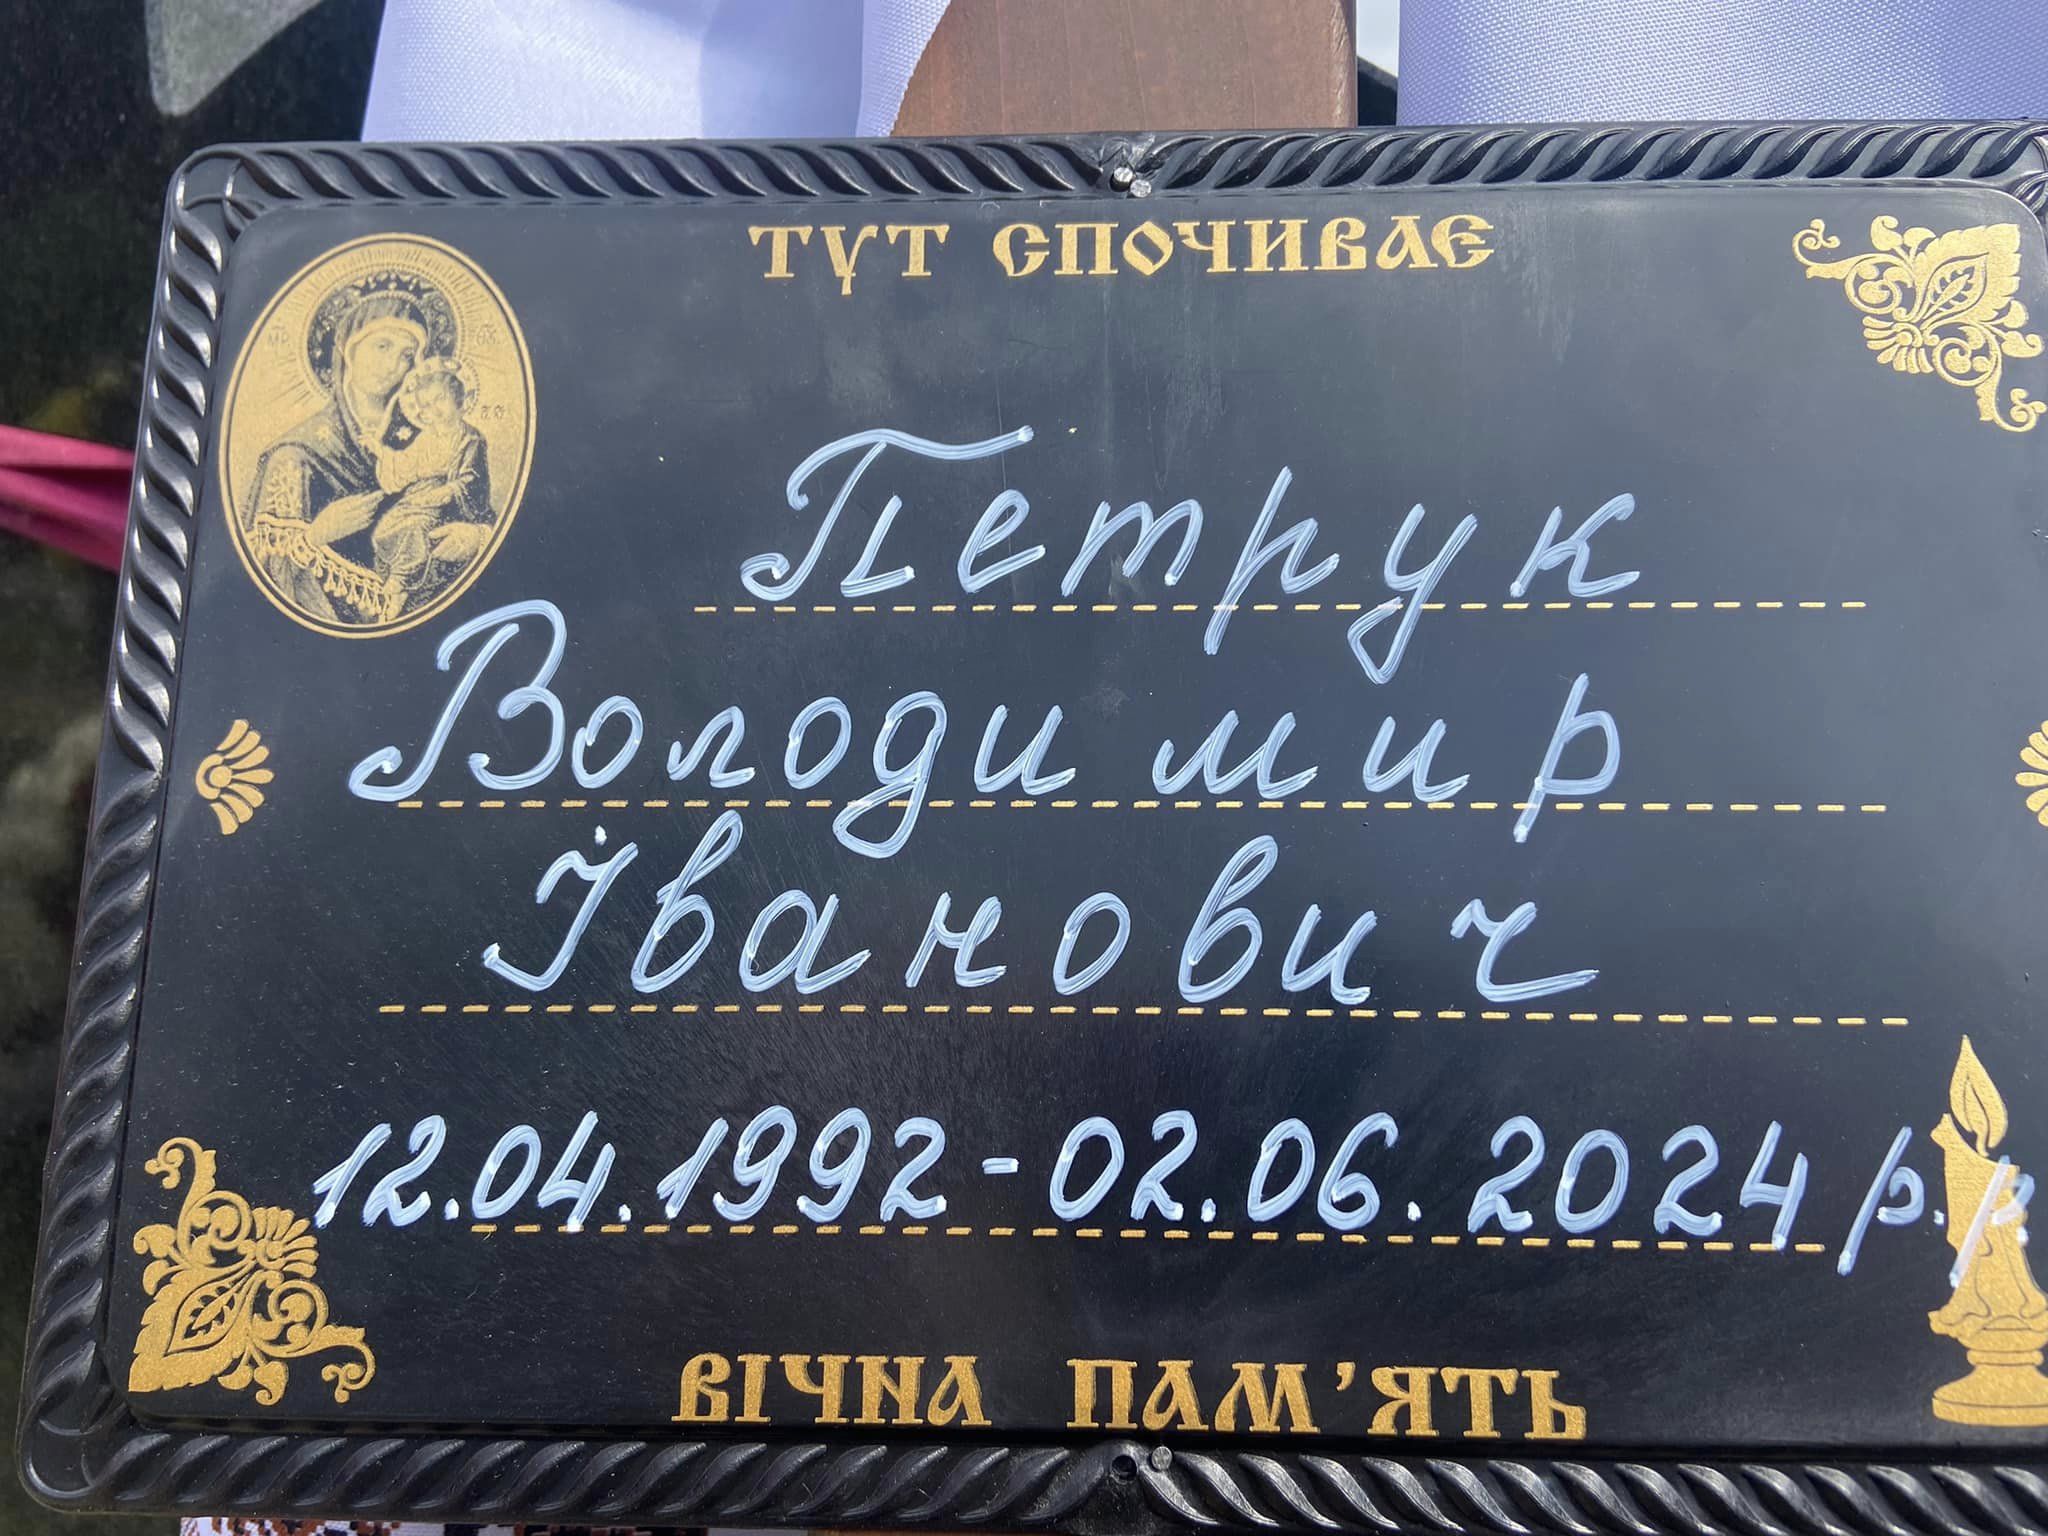 ТУТ СПОЧИВАЄ
Петрук
Володимир
Іванович
12.04.1992-02.06.2024 р.р
ВІЧНА ПАМ’ЯТЬ